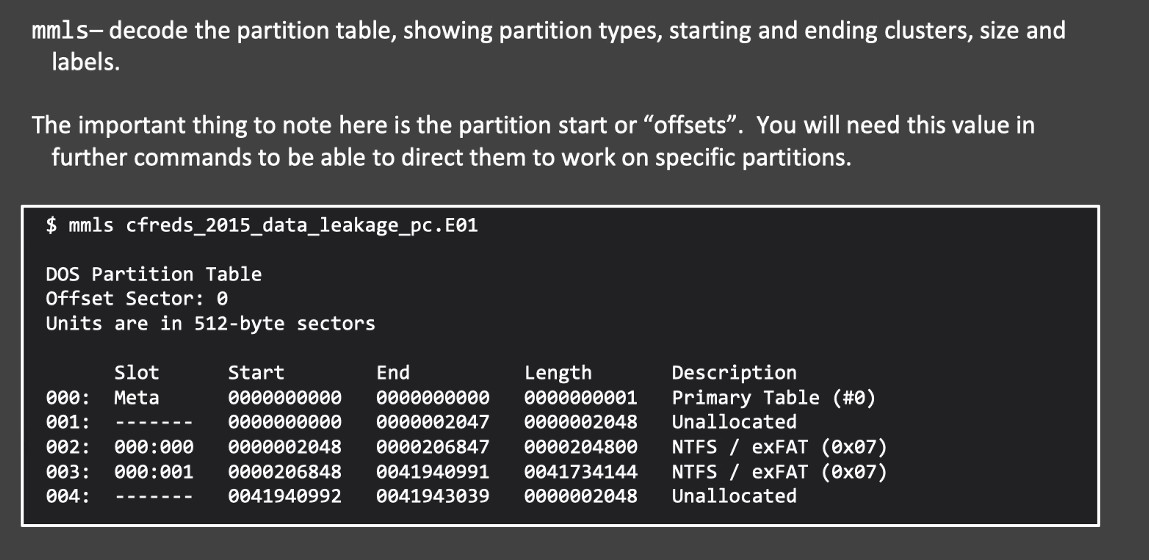 mmls– decode the partition table, showing partition types, starting and ending clusters, size and
labels.
The important thing to note here is the partition start or “offsets”.  You will need this value in
further commands to be able to direct them to work on specific partitions.
$ mmls cfreds_2015_data_leakage_pc.E01
DOS Partition Table
Offset Sector: 0
Units are in 512-byte sectors
      Slot      Start        End          Length       Description
000:  Meta      0000000000   0000000000   0000000001   Primary Table (#0)
001:  -------   0000000000   0000002047   0000002048   Unallocated
002:  000:000   0000002048   0000206847   0000204800   NTFS / exFAT (0x07)
003:  000:001   0000206848   0041940991   0041734144   NTFS / exFAT (0x07)
004:  -------   0041940992   0041943039   0000002048   Unallocated